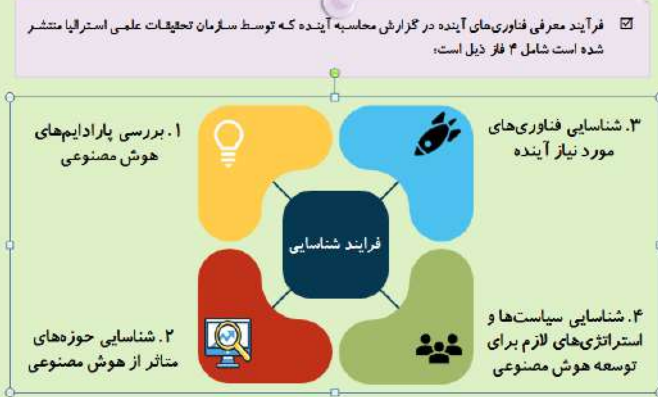 فرآیند معرفی فناوری‌های آینده در گزارش محاسبه آینده که توسط سازمان تحقیقات علمی استرالیا منتشر
شده است شامل ۴ فاز ذیل است:
۱. بررسی پارادایم‌های
هوش مصنوعی
۲. شناسایی حوزه‌های
متاثر از هوش مصنوعی
۳. شناسایی فناوری‌های
مورد نیاز آینده
۴. شناسایی سیاست‌ها و
استراتژی‌های لازم برای
توسعه هوش مصنوعی
فرایند شناسایی